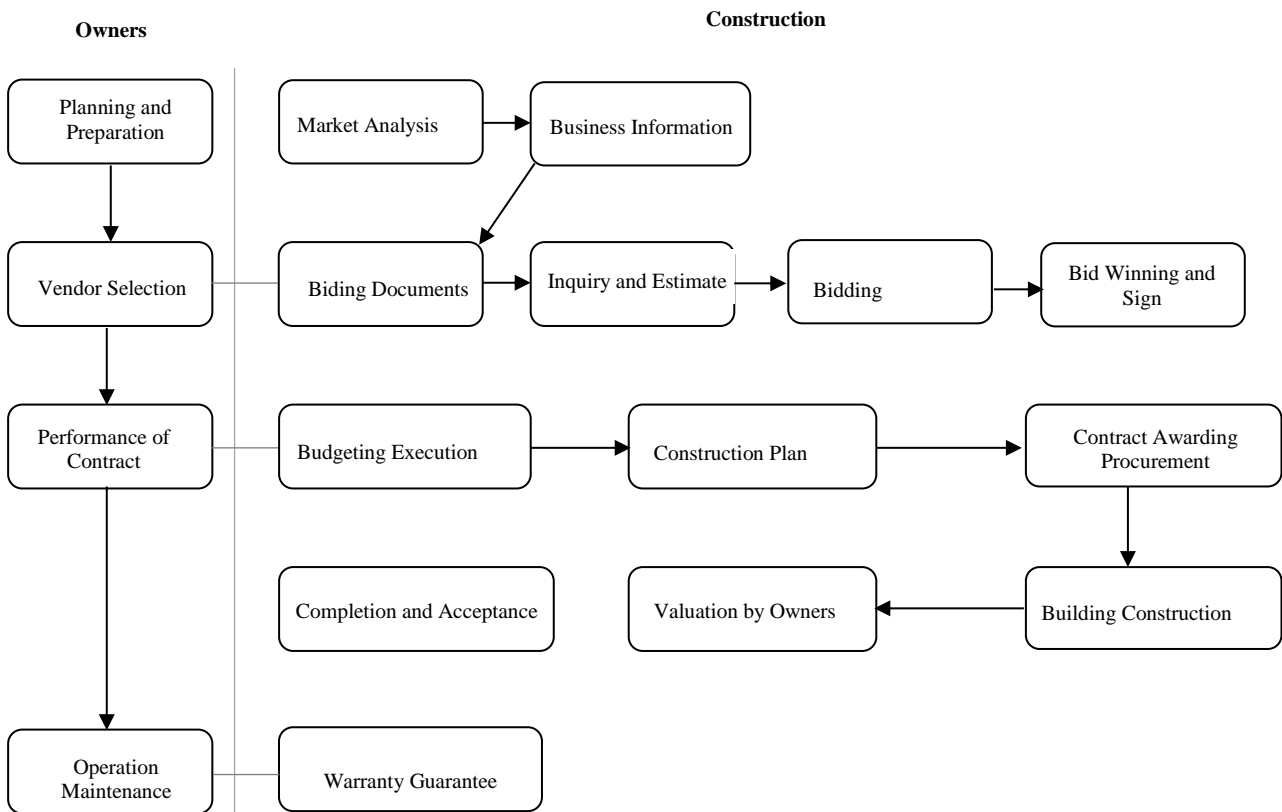 Owners
Construction
Planning and
Preparation
Market Analysis
Business Information
Vendor Selection
Biding Documents
Inquiry and Estimate
Bidding
Bid Winning and
Sign
Performance of
Contract
Budgeting Execution
Construction Plan
Contract Awarding
Procurement
Completion and Acceptance
Valuation by Owners
Building Construction
Operation
Maintenance
Warranty Guarantee